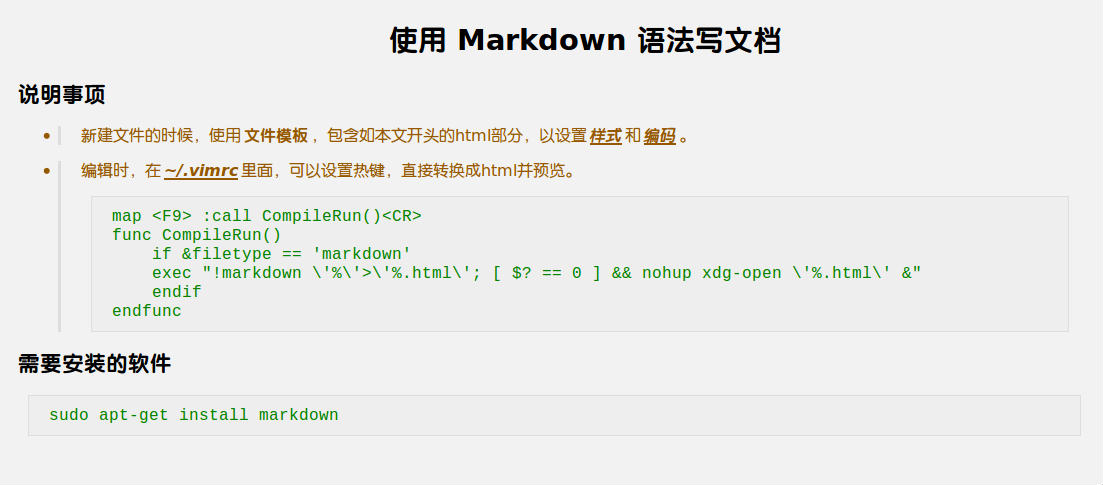 使用 Markdown 语法写文档
说明事项
新建文件的时候，使用 文件模板 ，包含如本文开头的html部分，以设置 样式 和 编码 。
编辑时，在 ~/.vimrc 里面，可以设置热键，直接转换成html并预览。
map <F9> :call CompileRun()<CR>
func CompileRun()
    if &filetype == 'markdown'
    exec "!markdown \'%\'>\'%.html\'; [ $? == 0 ] && nohup xdg-open \'%.html\' &"
    endif
endfunc
需要安装的软件
sudo apt-get install markdown